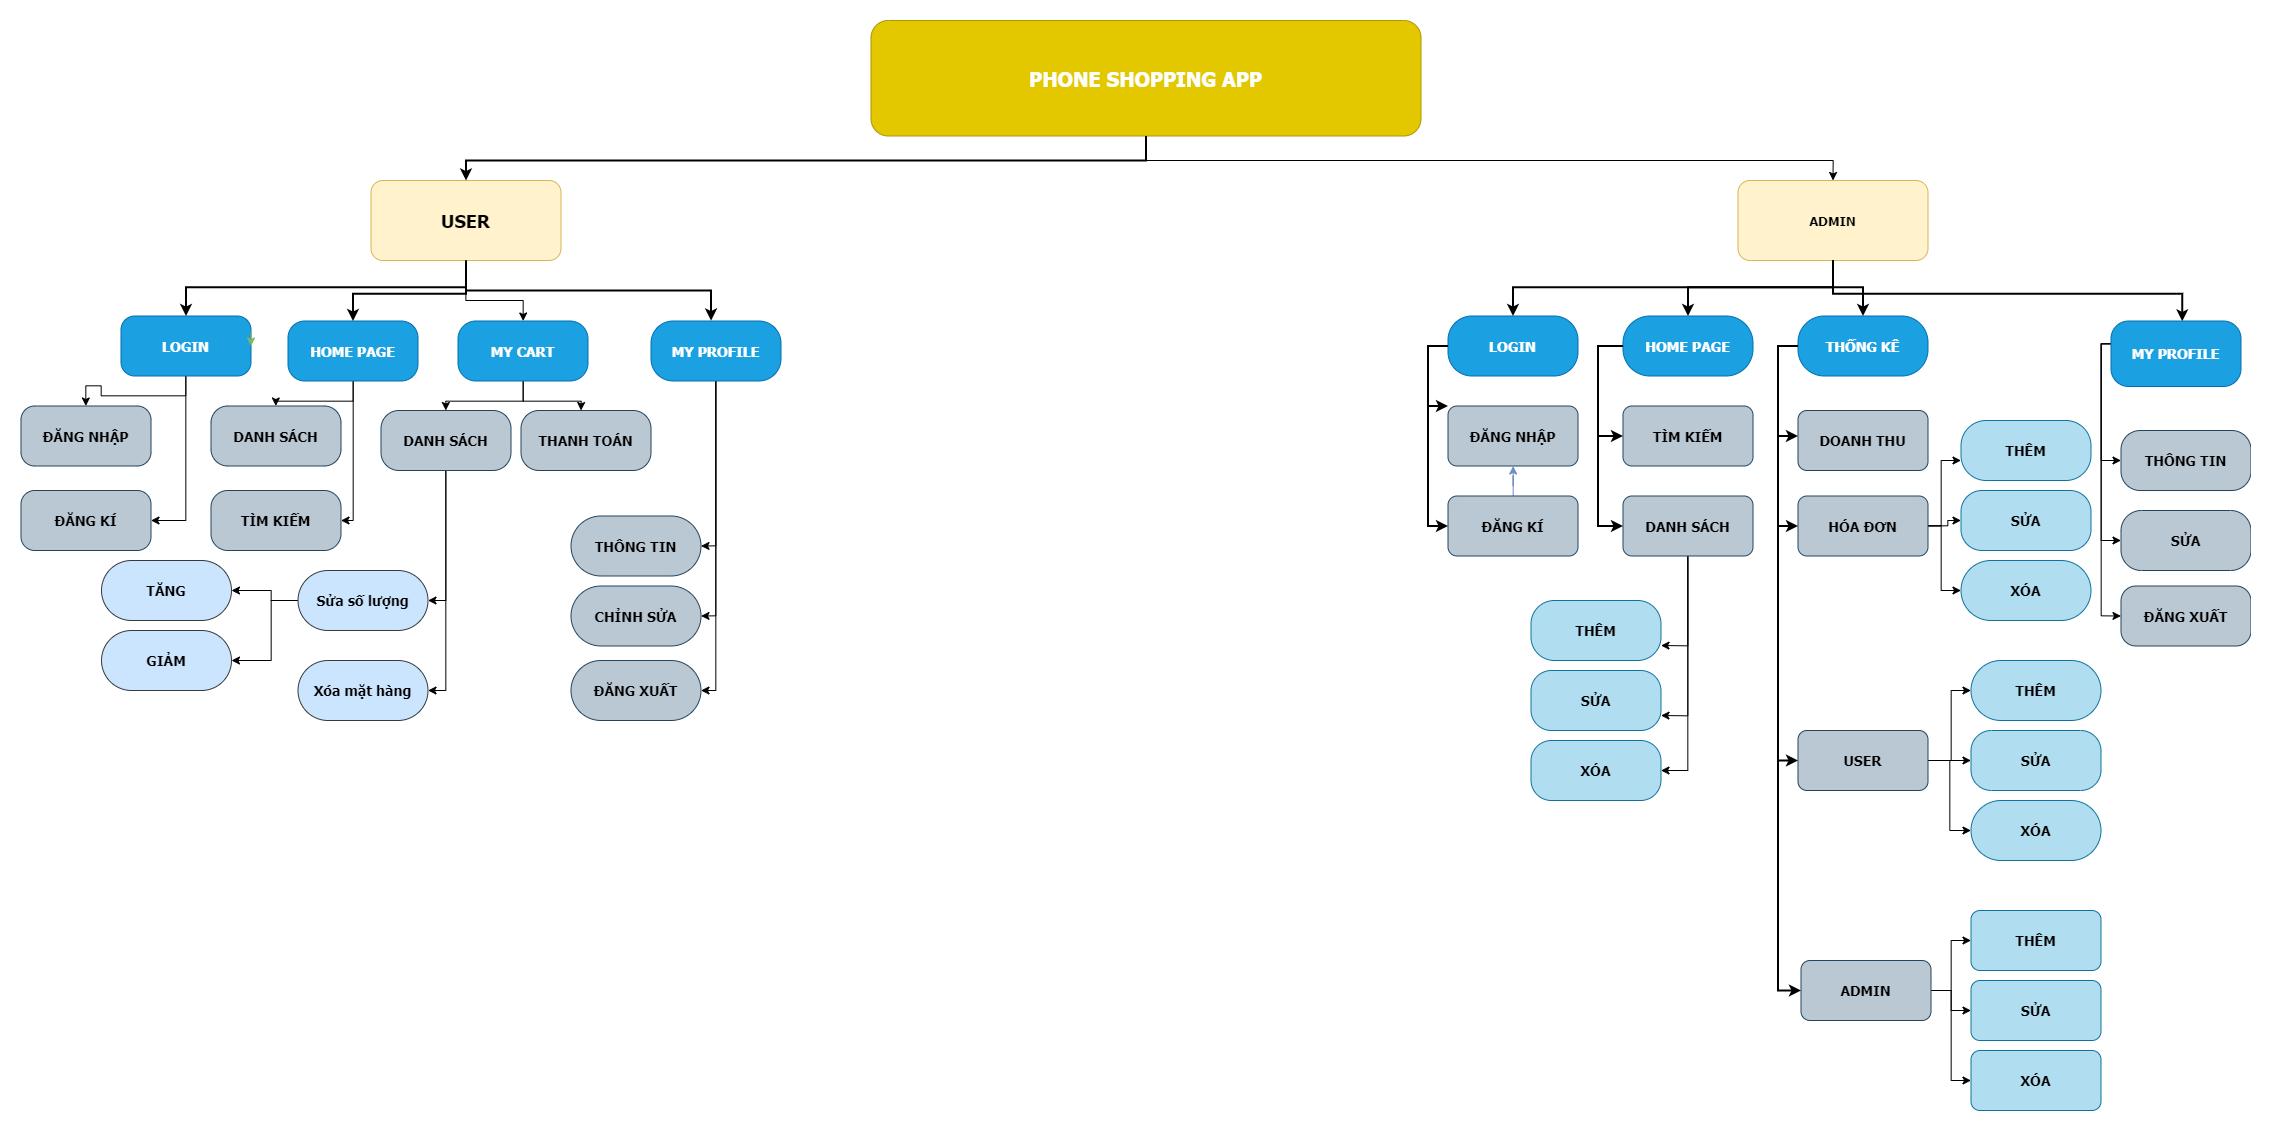 PHONE SHOPPING APP
USER
ADMIN
LOGIN
HOME PAGE
MY CART
MY PROFILE
LOGIN
HOME PAGE
THỐNG KÊ
MY PROFILE
ĐĂNG NHẬP
DANH SÁCH
DANH SÁCH
THANH TOÁN
ĐĂNG NHẬP
TÌM KIẾM
DOANH THU
THÊM
THÔNG TIN
ĐĂNG KÍ
TÌM KIẾM
THÔNG TIN
ĐĂNG KÍ
DANH SÁCH
HÓA ĐƠN
SỬA
SỬA
TĂNG
Sửa số lượng
CHỈNH SỬA
THÊM
XÓA
ĐĂNG XUẤT
GIẢM
Xóa mặt hàng
ĐĂNG XUẤT
SỬA
THÊM
XÓA
USER
SỬA
XÓA
THÊM
ADMIN
SỬA
XÓA